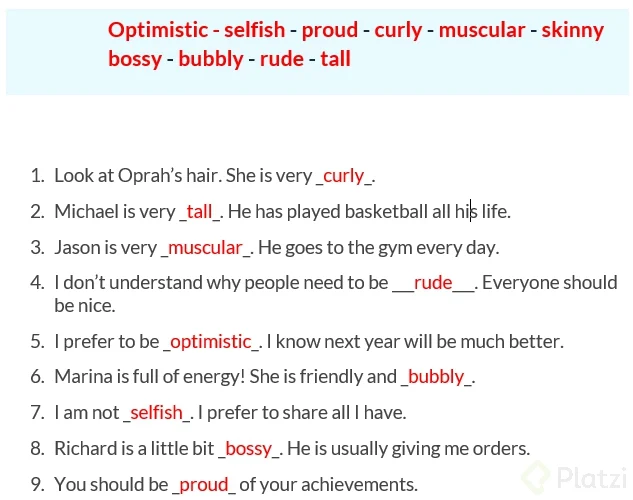 Optimistic - selfish - proud - curly - muscular - skinny
bossy - bubbly - rude - tall
1. Look at Oprah’s hair. She is very _curly_.
2. Michael is very _tall_. He has played basketball all his life.
3. Jason is very _muscular_. He goes to the gym every day.
4. I don’t understand why people need to be ___rude___. Everyone should
be nice.
5. I prefer to be _optimistic_. I know next year will be much better.
6. Marina is full of energy! She is friendly and _bubbly_.
7. I am not _selfish_. I prefer to share all I have.
8. Richard is a little bit _bossy_. He is usually giving me orders.
9. You should be _proud_ of your achievements.
Platzi